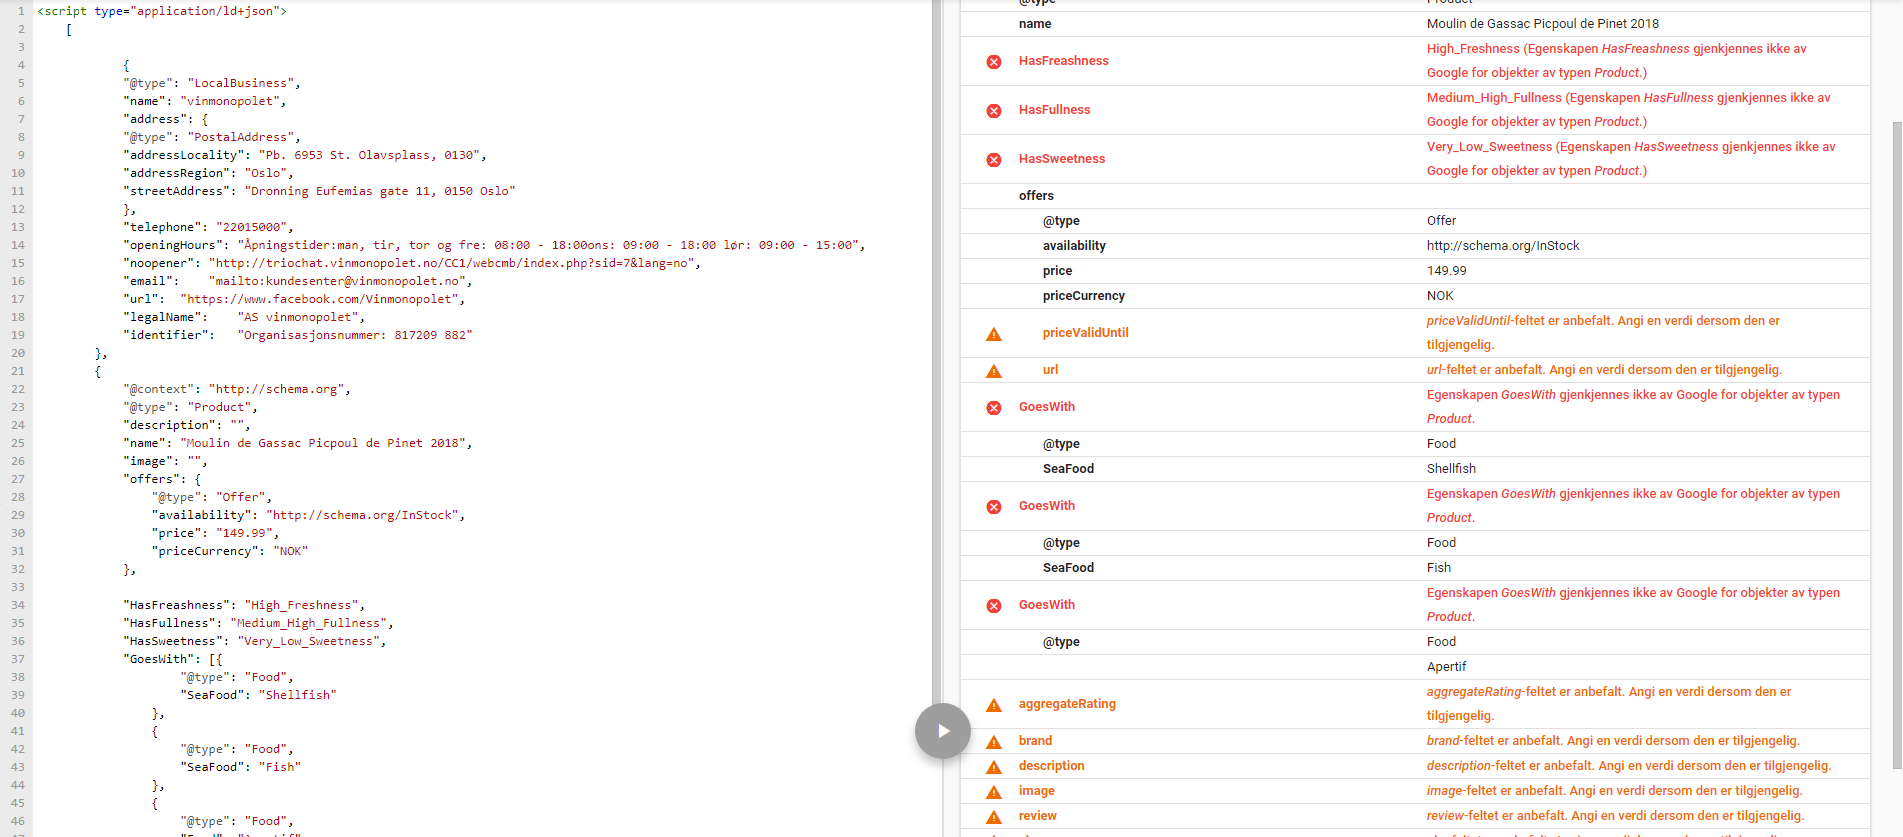 1 <script type="application/ld+json">
2 [
3
4 {
5 "@type": "LocalBusiness",
6 "name": "vinmonopolet",
7 "address": {
8 "@type": "PostalAddress",
9 "addressLocality": "Pb. 6953 St. Olavsplass, 0130",
10 "addressRegion": "Oslo",
11 "streetAddress": "Dronning Eufemias gate 11, 0150 Oslo"
12 },
13 "telephone": "22015000",
14 "openingHours": "Åpningstider:man, tir, tor og fre: 08:00 - 18:00ons: 09:00 - 18:00 lør: 09:00 - 15:00",
15 "noopener": "http://triochat.vinmonopolet.no/CC1/webcmb/index.php?sid=7&lang=no",
16 "email": "mailto:kundesenter@vinmonopolet.no",
17 "url": "https://www.facebook.com/Vinmonopolet",
18 "legalName": "AS vinmonopolet",
19 "identifier": "Organisasjonsnummer: 817209 882"
20 },
21 {
22 "@context": "http://schema.org",
23 "@type": "Product",
24 "description": "",
25 "name": "Moulin de Gassac Picpoul de Pinet 2018",
26 "image": "",
27 "offers": {
28 "@type": "Offer",
29 "availability": "http://schema.org/InStock",
30 "price": "149.99",
31 "priceCurrency": "NOK"
32 },
33
34 "HasFreashness": "High_Freshness",
35 "HasFullness": "Medium_High_Fullness",
36 "HasSweetness": "Very_Low_Sweetness",
37 "GoesWith": [{
38 "@type": "Food",
39 "SeaFood": "Shellfish"
40 },
41 {
42 "@type": "Food",
43 "SeaFood": "Fish"
44 },
45 {
46 "@type": "Food",
@type Product
name Moulin de Gassac Picpoul de Pinet 2018
HasFreashness High_Freshness (Egenskapen HasFreashness gjenkjennes ikke av
Google for objekter av typen Product.)
HasFullness Medium_High_Fullness (Egenskapen HasFullness gjenkjennes ikke av
Google for objekter av typen Product.)
HasSweetness Very_Low_Sweetness (Egenskapen HasSweetness gjenkjennes ikke av
Google for objekter av typen Product.)
offers
@type Offer
availability http://schema.org/InStock
price 149.99
priceCurrency NOK
priceValidUntil priceValidUntil-feltet er anbefalt. Angi en verdi dersom den er
tilgjengelig.
url url-feltet er anbefalt. Angi en verdi dersom den er tilgjengelig.
GoesWith Egenskapen GoesWith gjenkjennes ikke av Google for objekter av typen
Product.
@type Food
SeaFood Shellfish
GoesWith Egenskapen GoesWith gjenkjennes ikke av Google for objekter av typen
Product.
@type Food
SeaFood Fish
GoesWith Egenskapen GoesWith gjenkjennes ikke av Google for objekter av typen
Product.
@type Food
Apertif
aggregateRating aggregateRating-feltet er anbefalt. Angi en verdi dersom den er
tilgjengelig.
brand brand-feltet er anbefalt. Angi en verdi dersom den er tilgjengelig.
description description-feltet er anbefalt. Angi en verdi dersom den er tilgjengelig.
image image-feltet er anbefalt. Angi en verdi dersom den er tilgjengelig.
review review-feltet er anbefalt. Angi en verdi dersom den er tilgjengelig.